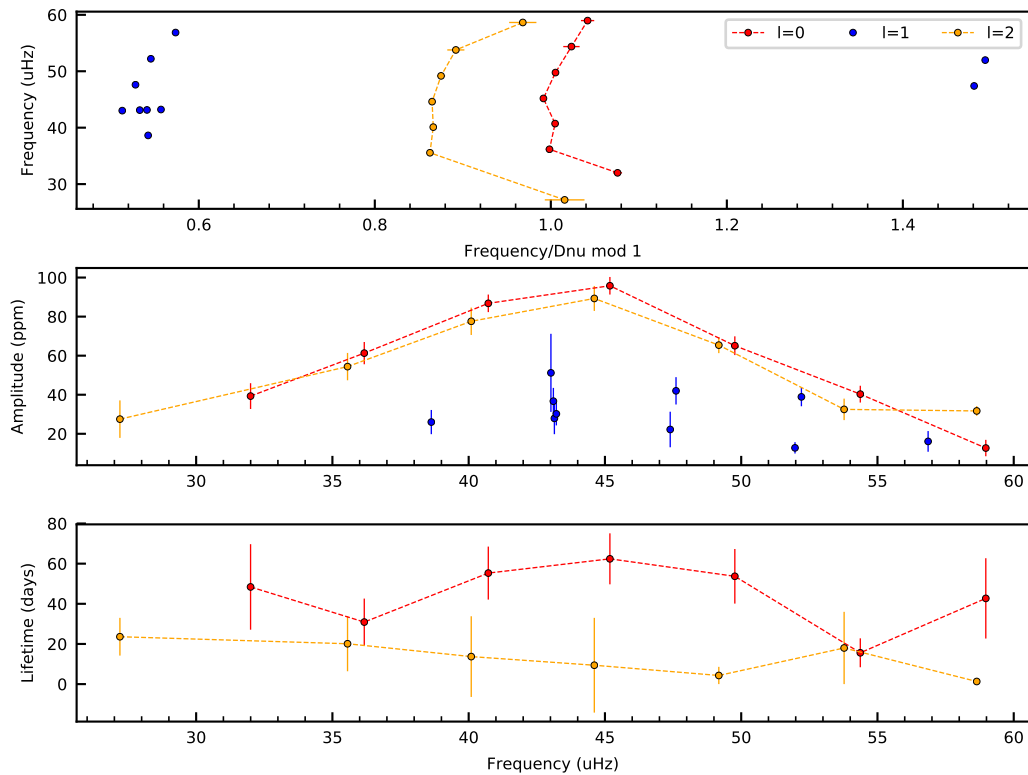 60
50
40
30
Frequency (uHz)
l=0 l=1 l=2
0.6 0.8 1.0 1.2 1.4
Frequency/Dnu mod 1
100
80
60
40
20
Amplitude (ppm)
30 35 40 45 50 55 60
80
60
40
20
0
Lifetime (days)
30 35 40 45 50 55 60
Frequency (uHz)